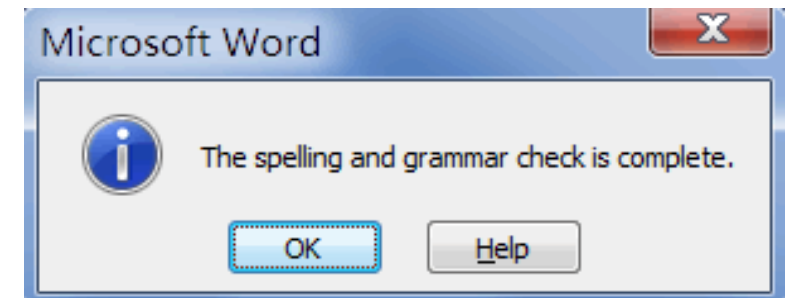 Microsoft Word
The spelling and grammar check is complete.
OK Help